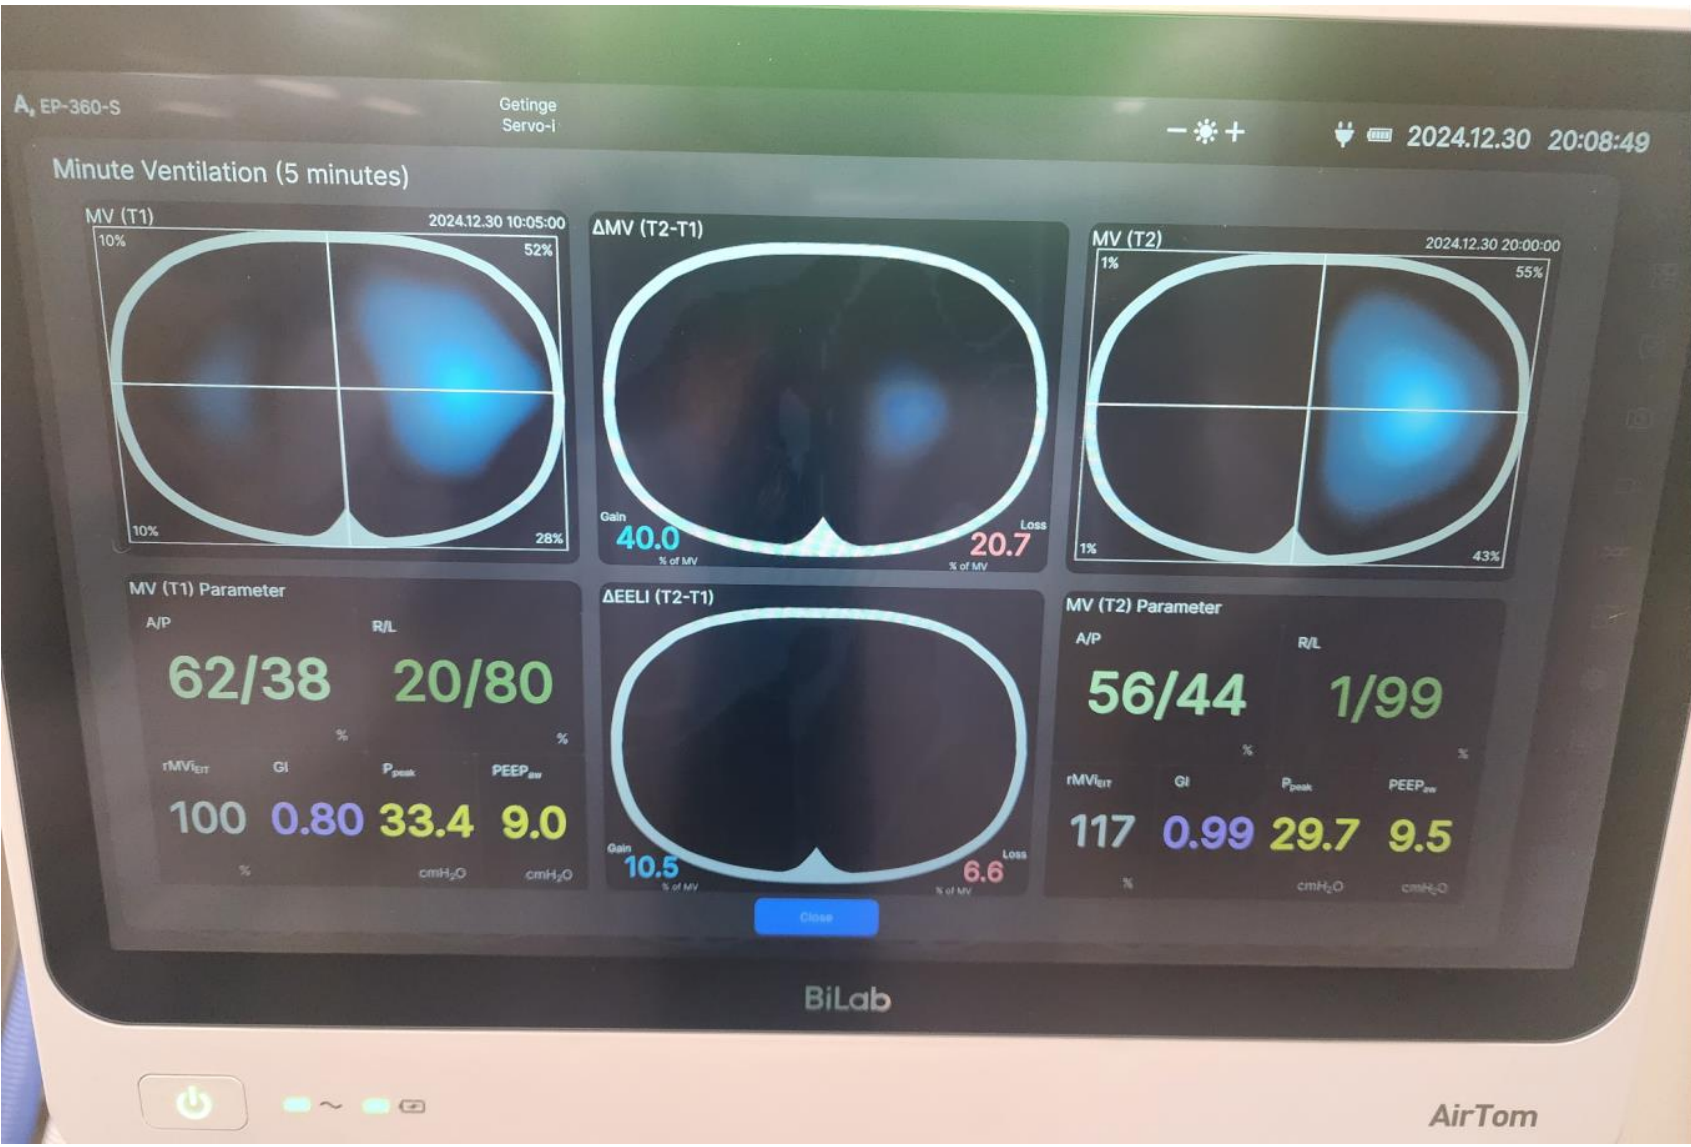 A, EP-360-S
Getinge
Servo-i
2024.12.30 20:08:49
Minute Ventilation (5 minutes)
MV (T1)
2024.12.30 10:05:00
10%
52%
10%
28%
ΔMV (T2-T1)
Gain
40.0
% of MV
Loss
20.7
% of MV
MV (T2)
2024.12.30 20:00:00
1%
55%
1%
43%
MV (T1) Parameter
A/P
R/L
62/38
20/80
%
%
rMViEIT
GI
Ppeak
PEEPaw
100
0.80
33.4
9.0
%
cmH₂O
cmH₂O
ΔEELI (T2-T1)
Gain
10.5
% of MV
Loss
6.6
% of MV
MV (T2) Parameter
A/P
R/L
56/44
1/99
%
%
rMViEIT
GI
Ppeak
PEEPaw
117
0.99
29.7
9.5
%
cmH₂O
cmH₂O
Close
BiLab
AirTom